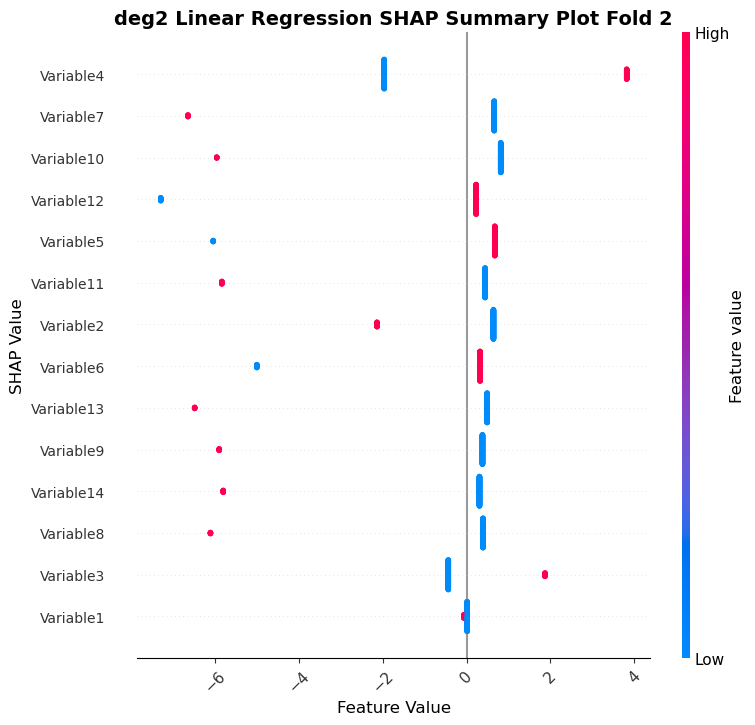 deg2 Linear Regression SHAP Summary Plot Fold 2
High
Variable4
Variable7
Variable10
Variable12
Variable5
Variable11
Variable2
Variable6
Variable13
Variable9
Variable14
Variable8
Variable3
Variable1
SHAP Value
Feature value
Low
−6
−4
−2
0
2
4
Feature Value